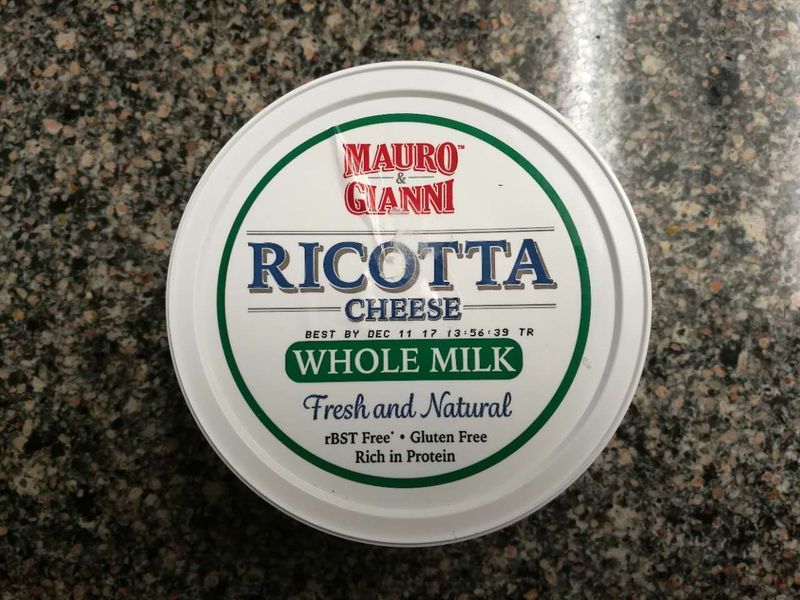 MAURO™
&
GIANNI
RICOTTA
CHEESE
BEST BY DEC 11 17 13:56:39 TR
WHOLE MILK
Fresh and Natural
rBST Free* • Gluten Free
Rich in Protein